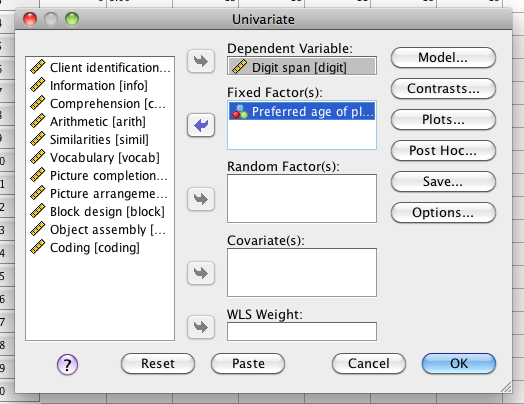 Univariate
Client identification...
Information [info]
Comprehension [c...
Arithmetic [arith]
Similarities [simil]
Vocabulary [vocab]
Picture completion...
Picture arrangeme...
Block design [block]
Object assembly [...
Coding [coding]
Dependent Variable:
Digit span [digit]
Fixed Factor(s):
Preferred age of pl...
Random Factor(s):
Covariate(s):
WLS Weight:
Model...
Contrasts...
Plots...
Post Hoc...
Save...
Options...
?
Reset
Paste
Cancel
OK